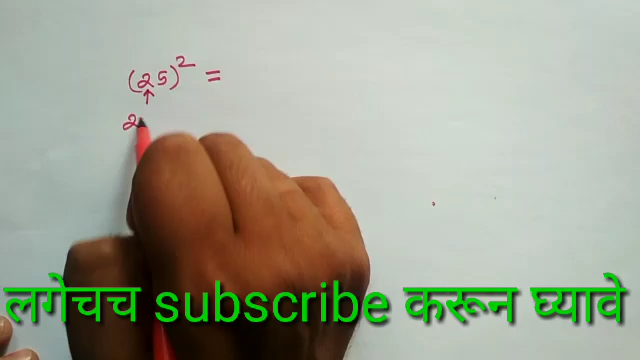 (25)² =
↑
2
लगेचच subscribe करून घ्यावे